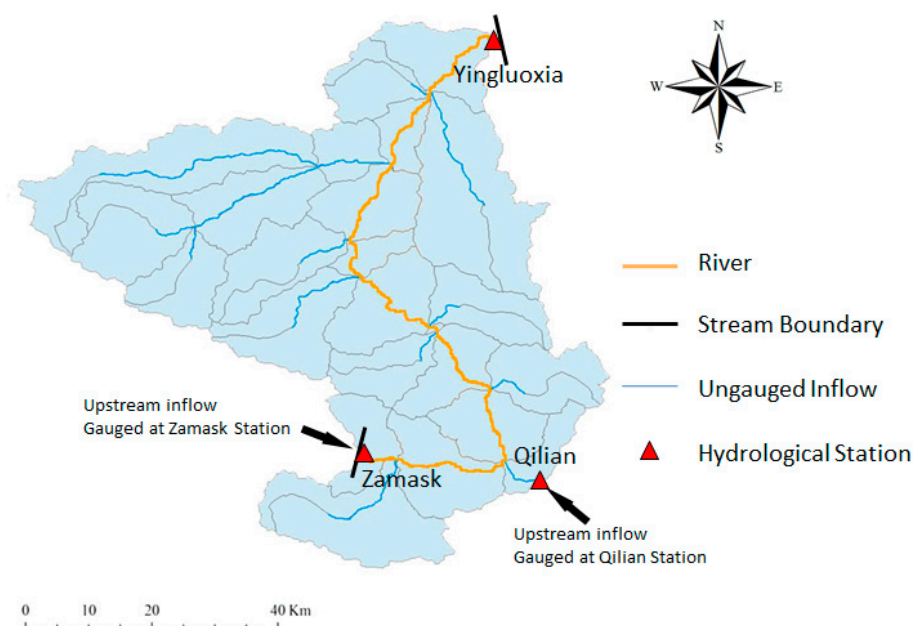 Yingluoxia
N
W E
S
River
Stream Boundary
Ungauged Inflow
Hydrological Station
Upstream inflow
Gauged at Zamask Station
Zamask
Qilian
Upstream inflow
Gauged at Qilian Station
0 10 20 40 Km